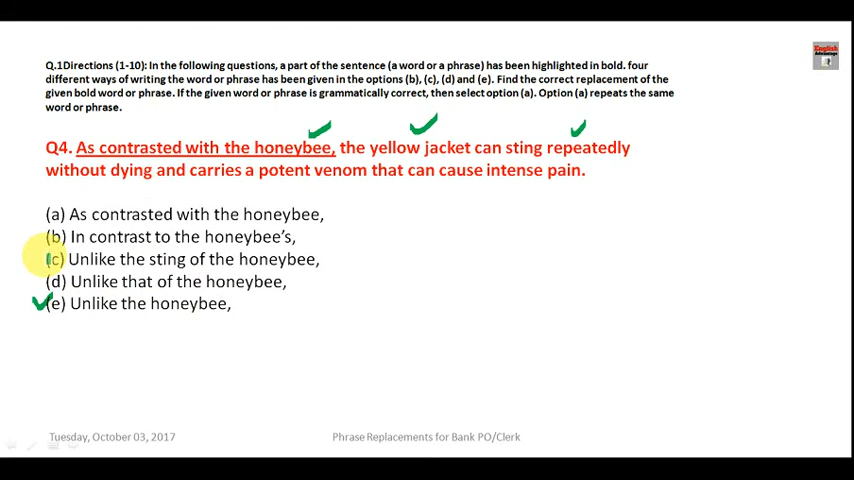 English
Advantage
Q.1Directions (1-10): In the following questions, a part of the sentence (a word or a phrase) has been highlighted in bold. four
different ways of writing the word or phrase has been given in the options (b), (c), (d) and (e). Find the correct replacement of the
given bold word or phrase. If the given word or phrase is grammatically correct, then select option (a). Option (a) repeats the same
word or phrase.
Q4. As contrasted with the honeybee, the yellow jacket can sting repeatedly
without dying and carries a potent venom that can cause intense pain.
(a) As contrasted with the honeybee,
(b) In contrast to the honeybee's,
(c) Unlike the sting of the honeybee,
(d) Unlike that of the honeybee,
(e) Unlike the honeybee,
Tuesday, October 03, 2017
Phrase Replacements for Bank PO/Clerk